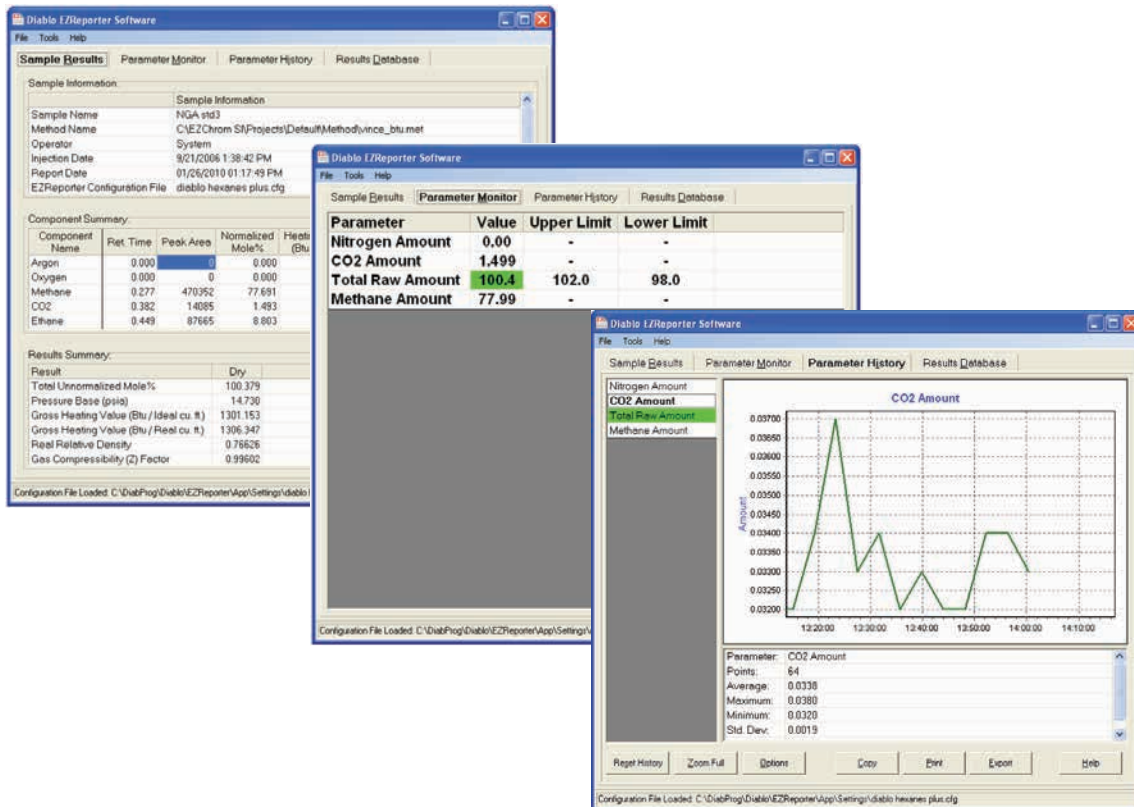 Diablo EZReporter Software
File Tools Help
Sample Results Parameter Monitor Parameter History Results Database
Sample Information
Sample Information
Sample Name NGA std3
Method Name C:\EZChrom SI\Projects\Default\Method\vince_btu.met
Operator System
Injection Date 9/21/2006 1:38:42 PM
Report Date 01/26/2010 01:17:49 PM
EZReporter Configuration File diablo hexanes plus.cfg
Component Summary:
Component Name Ret. Time Peak Area Normalized Mole% (Btu
Argon 0.000 0 0.000
Oxygen 0.000 0 0.000
Methane 0.277 470352 77.691
CO2 0.382 14085 1.493
Ethane 0.449 87665 8.803
Results Summary:
Result Dry
Total Unnormalized Mole% 100.379
Pressure Base (psia) 14.730
Gross Heating Value (Btu / Ideal cu. ft.) 1301.153
Gross Heating Value (Btu / Real cu. ft.) 1306.347
Real Relative Density 0.76626
Gas Compressibility (Z) Factor 0.99602
Configuration File Loaded: C:\DiabProg\Diablo\EZReporter\App\Settings\diablo
Diablo EZReporter Software
File Tools Help
Sample Results Parameter Monitor Parameter History Results Database
Parameter Value Upper Limit Lower Limit
Nitrogen Amount 0.00 - -
CO2 Amount 1.499 - -
Total Raw Amount 100.4 102.0 98.0
Methane Amount 77.99 - -
Configuration File Loaded: C:\DiabProg\Diablo\EZReporter\App\Settings\
Diablo EZReporter Software
File Tools Help
Sample Results Parameter Monitor Parameter History Results Database
Nitrogen Amount
CO2 Amount
Total Raw Amount
Methane Amount
CO2 Amount
Amount
0.03700
0.03650
0.03600
0.03550
0.03500
0.03450
0.03400
0.03350
0.03300
0.03250
0.03200
13:20:00 13:30:00 13:40:00 13:50:00 14:00:00 14:10:00
Parameter: CO2 Amount
Points: 64
Average: 0.0338
Maximum: 0.0380
Minimum: 0.0320
Std. Dev.: 0.0019
Reset History Zoom Full Options Copy Print Export Help
Configuration File Loaded: C:\DiabProg\Diablo\EZReporter\App\Settings\diablo hexanes plus.cfg